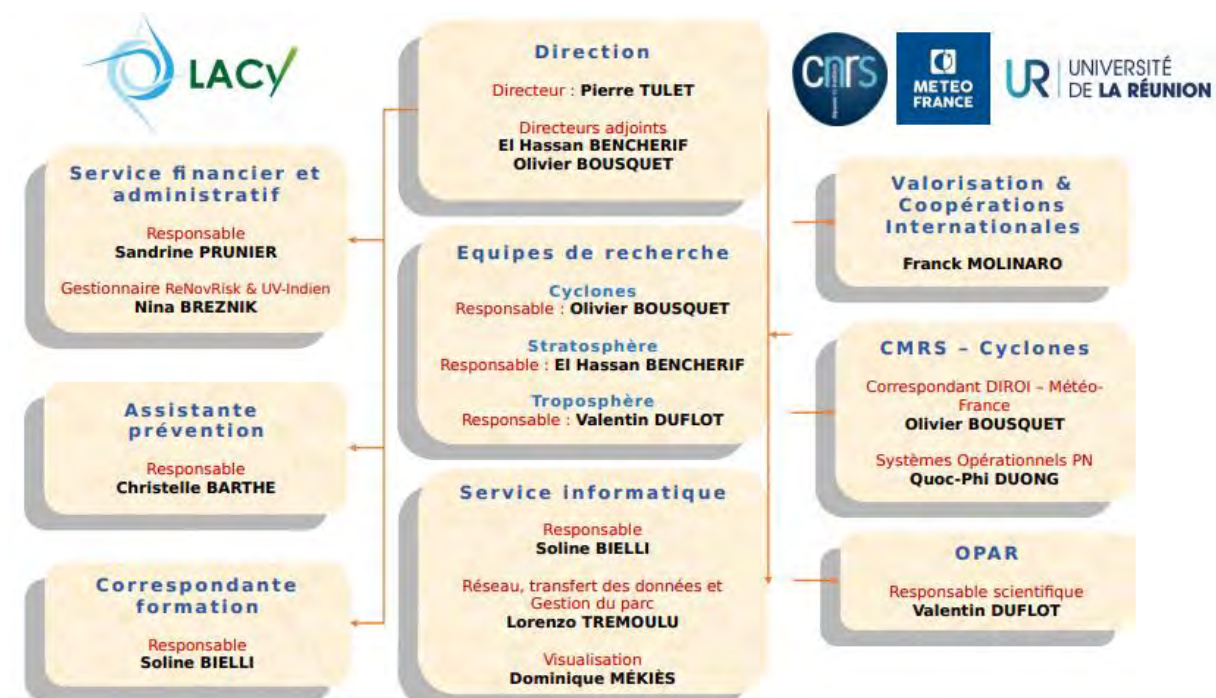 LACy
cnrs
METEO
FRANCE
UR
UNIVERSITÉ
DE LA RÉUNION
Direction
Directeur : Pierre TULET
Directeurs adjoints
El Hassan BENCHERIF
Olivier BOUSQUET
Service financier et
administratif
Responsable
Sandrine PRUNIER
Gestionnaire ReNovRisk & UV-Indien
Nina BREZNIK
Assistante
prévention
Responsable
Christelle BARTHE
Correspondante
formation
Responsable
Soline BIELLI
Equipes de recherche
Cyclones
Responsable : Olivier BOUSQUET
Stratosphère
Responsable : El Hassan BENCHERIF
Troposphère
Responsable : Valentin DUFLOT
Service informatique
Responsable
Soline BIELLI
Réseau, transfert des données et
Gestion du parc
Lorenzo TREMOULU
Visualisation
Dominique MÉKIÈS
Valorisation &
Coopérations
Internationales
Franck MOLINARO
CMRS – Cyclones
Correspondant DIROI – Météo-
France
Olivier BOUSQUET
Systèmes Opérationnels PN
Quoc-Phi DUONG
OPAR
Responsable scientifique
Valentin DUFLOT